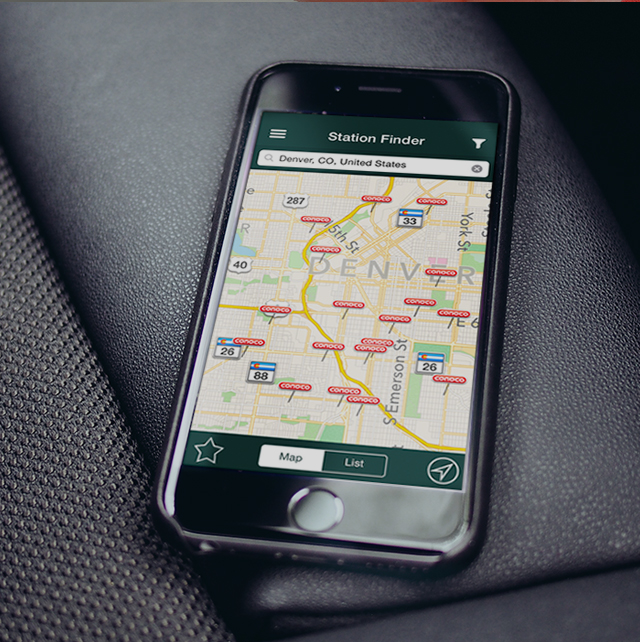 Station Finder
Denver, CO, United States
287
conoco
conoco
33
conoco
5th St
York St
conoco
40
DENVER
conoco
conoco
conoco
conoco
conoco
conoco
E 6
26
conoco
conoco
conoco
conoco
26
88
conoco
conoco
conoco
conoco
S Emerson St
Map
List